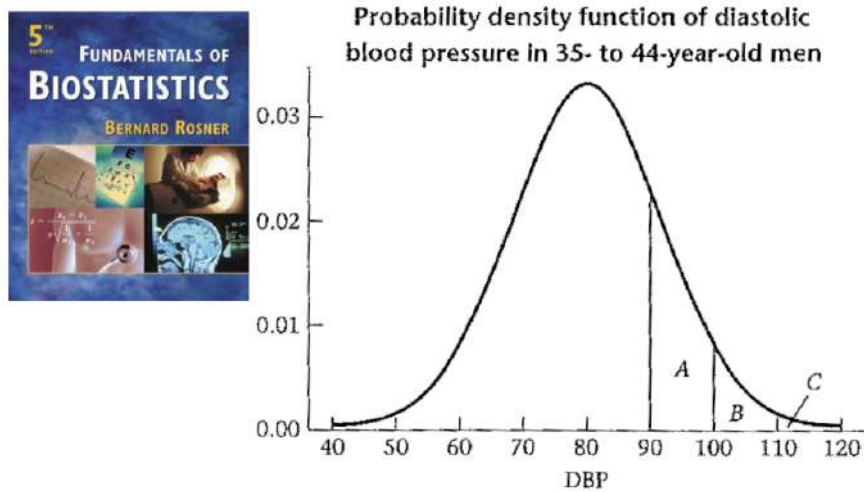 5TH
EDITION
FUNDAMENTALS OF
BIOSTATISTICS
BERNARD ROSNER
Probability density function of diastolic
blood pressure in 35- to 44-year-old men
0.03
0.02
0.01
0.00
A
B
C
40 50 60 70 80 90 100 110 120
DBP